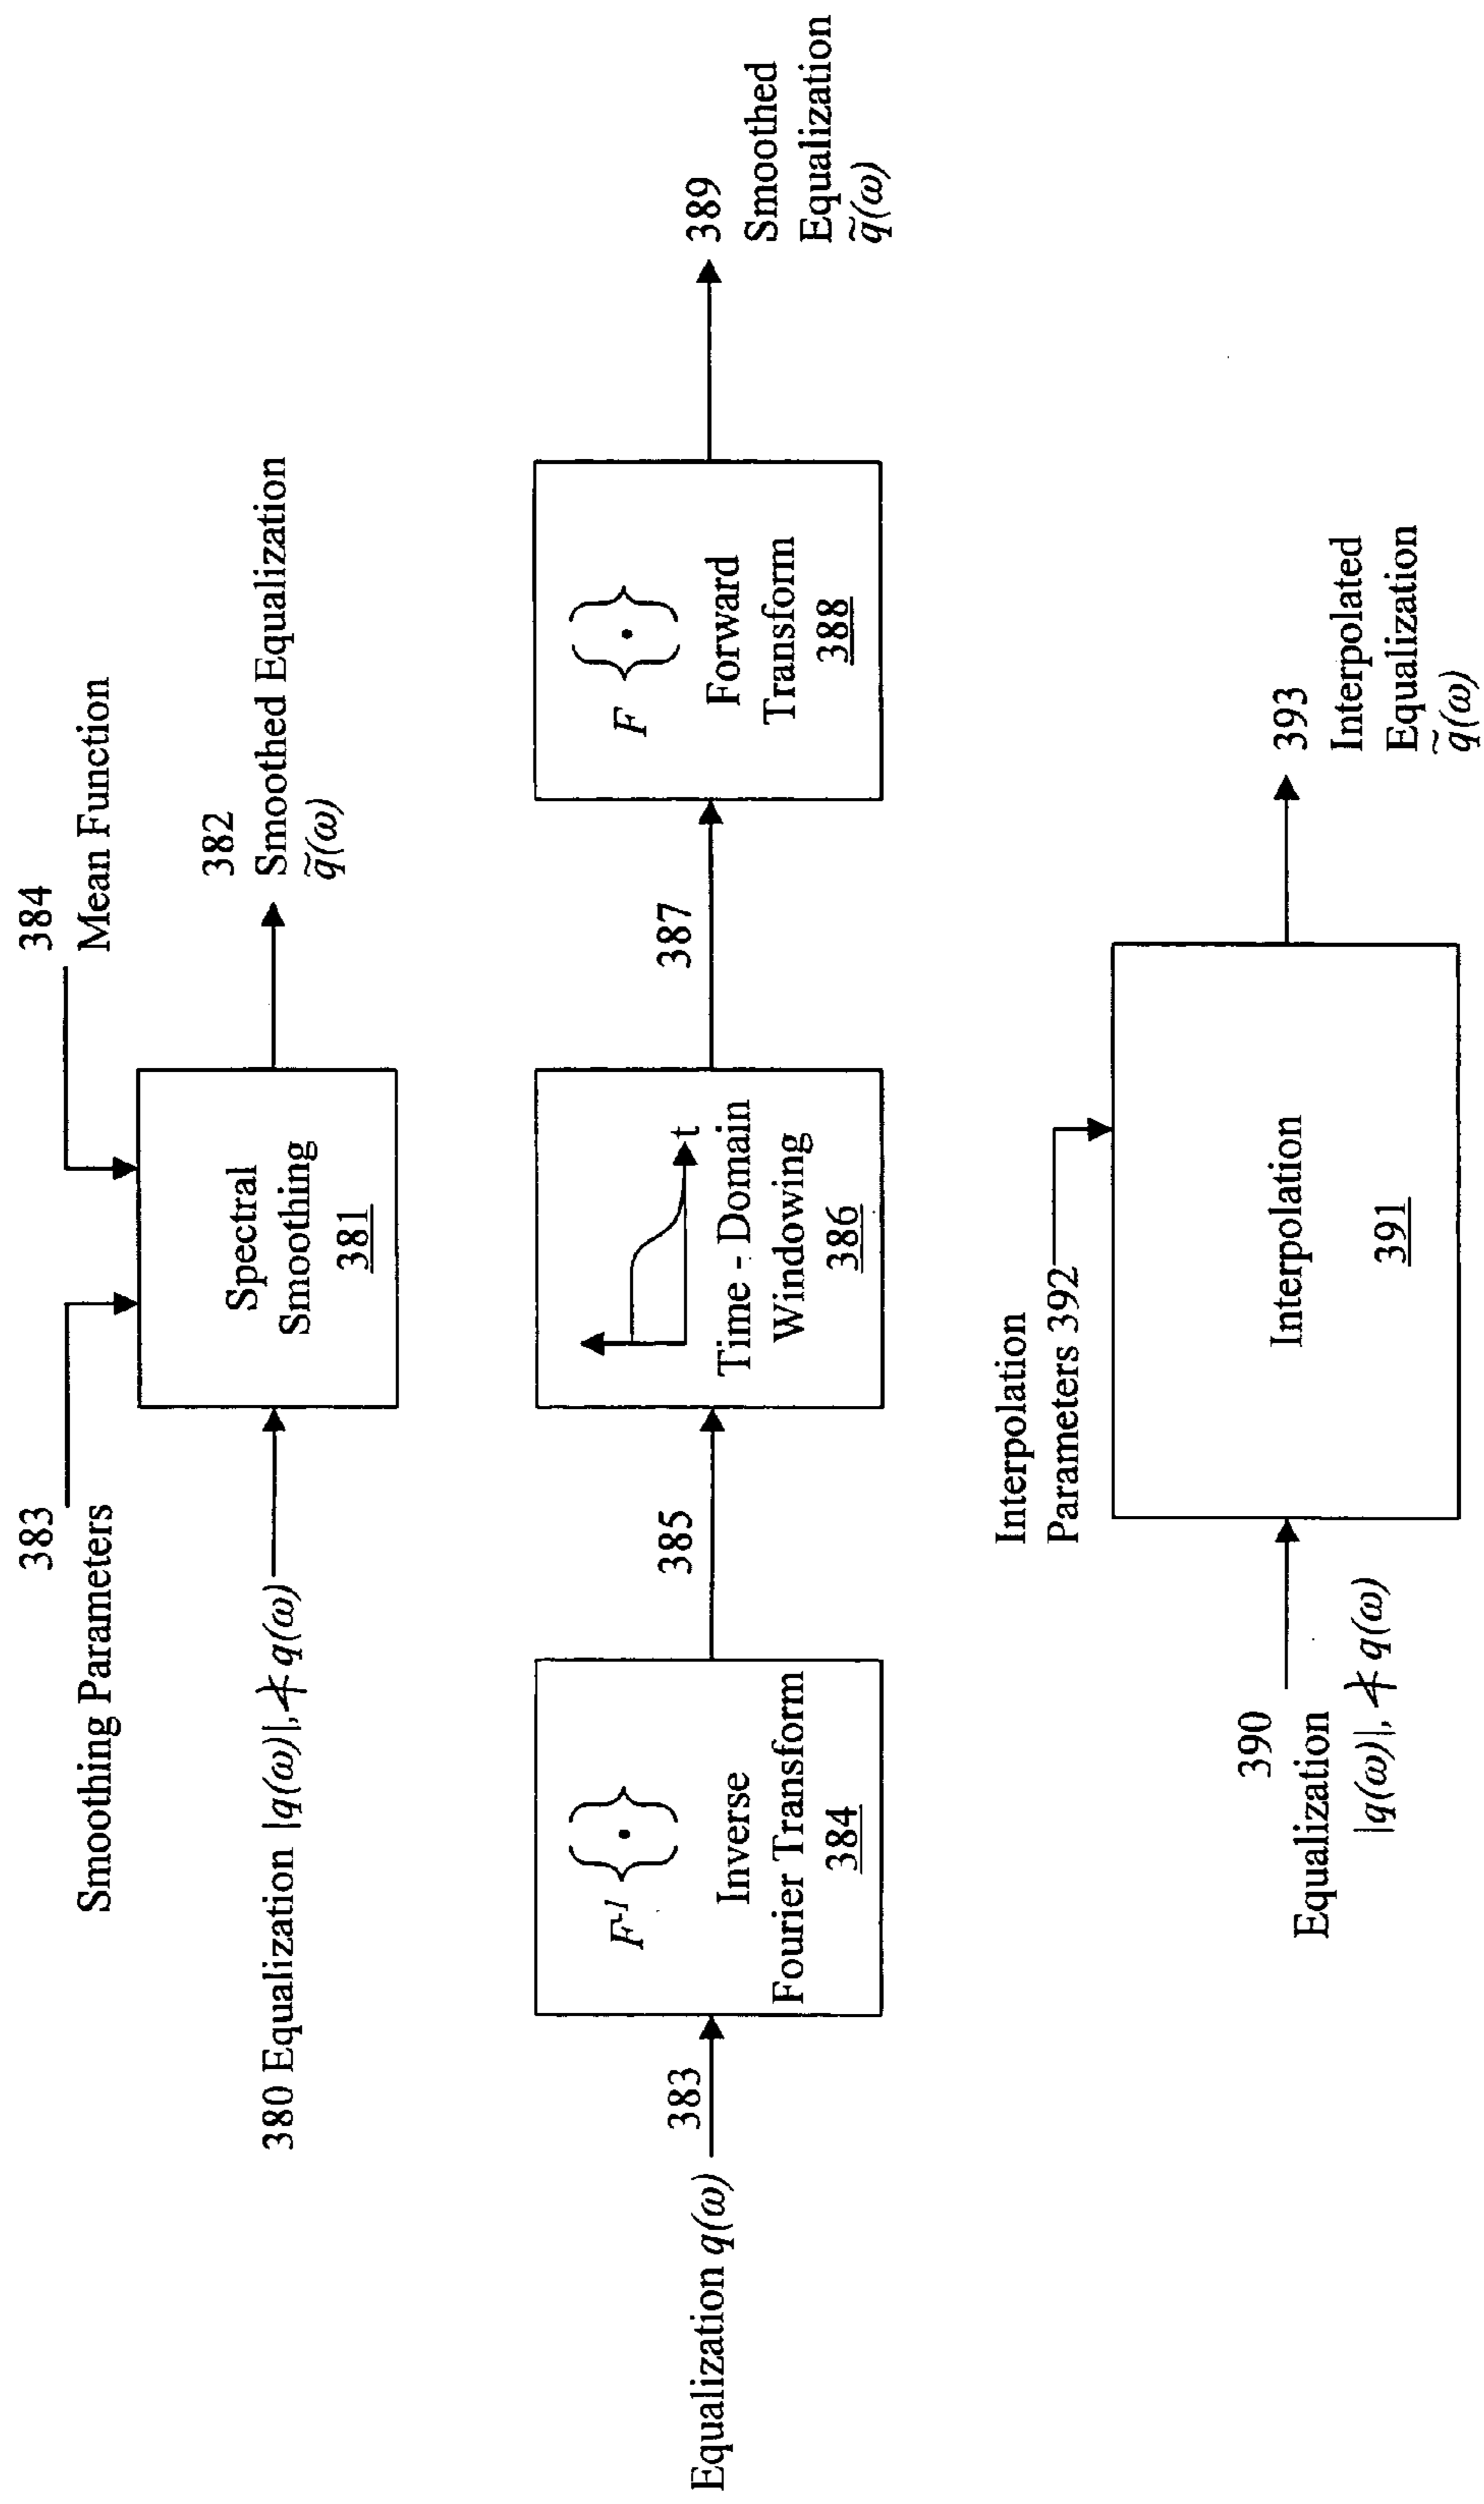 383
Smoothing Parameters
384
Mean Function
380 Equalization |q(ω)|, ∡ q(ω)
Spectral
Smoothing
381
382
Smoothed Equalization
q̃(ω)
Equalization q(ω)
383
F⁻¹ {•}
Inverse
Fourier Transform
384
385
t
Time - Domain
Windowing
386
387
F {•}
Forward
Transform
388
389
Smoothed
Equalization
q̃(ω)
Interpolation
Parameters 392
390
Equalization
|q(ω)|, ∡ q(ω)
Interpolation
391
393
Interpolated
Equalization
q̃(ω)